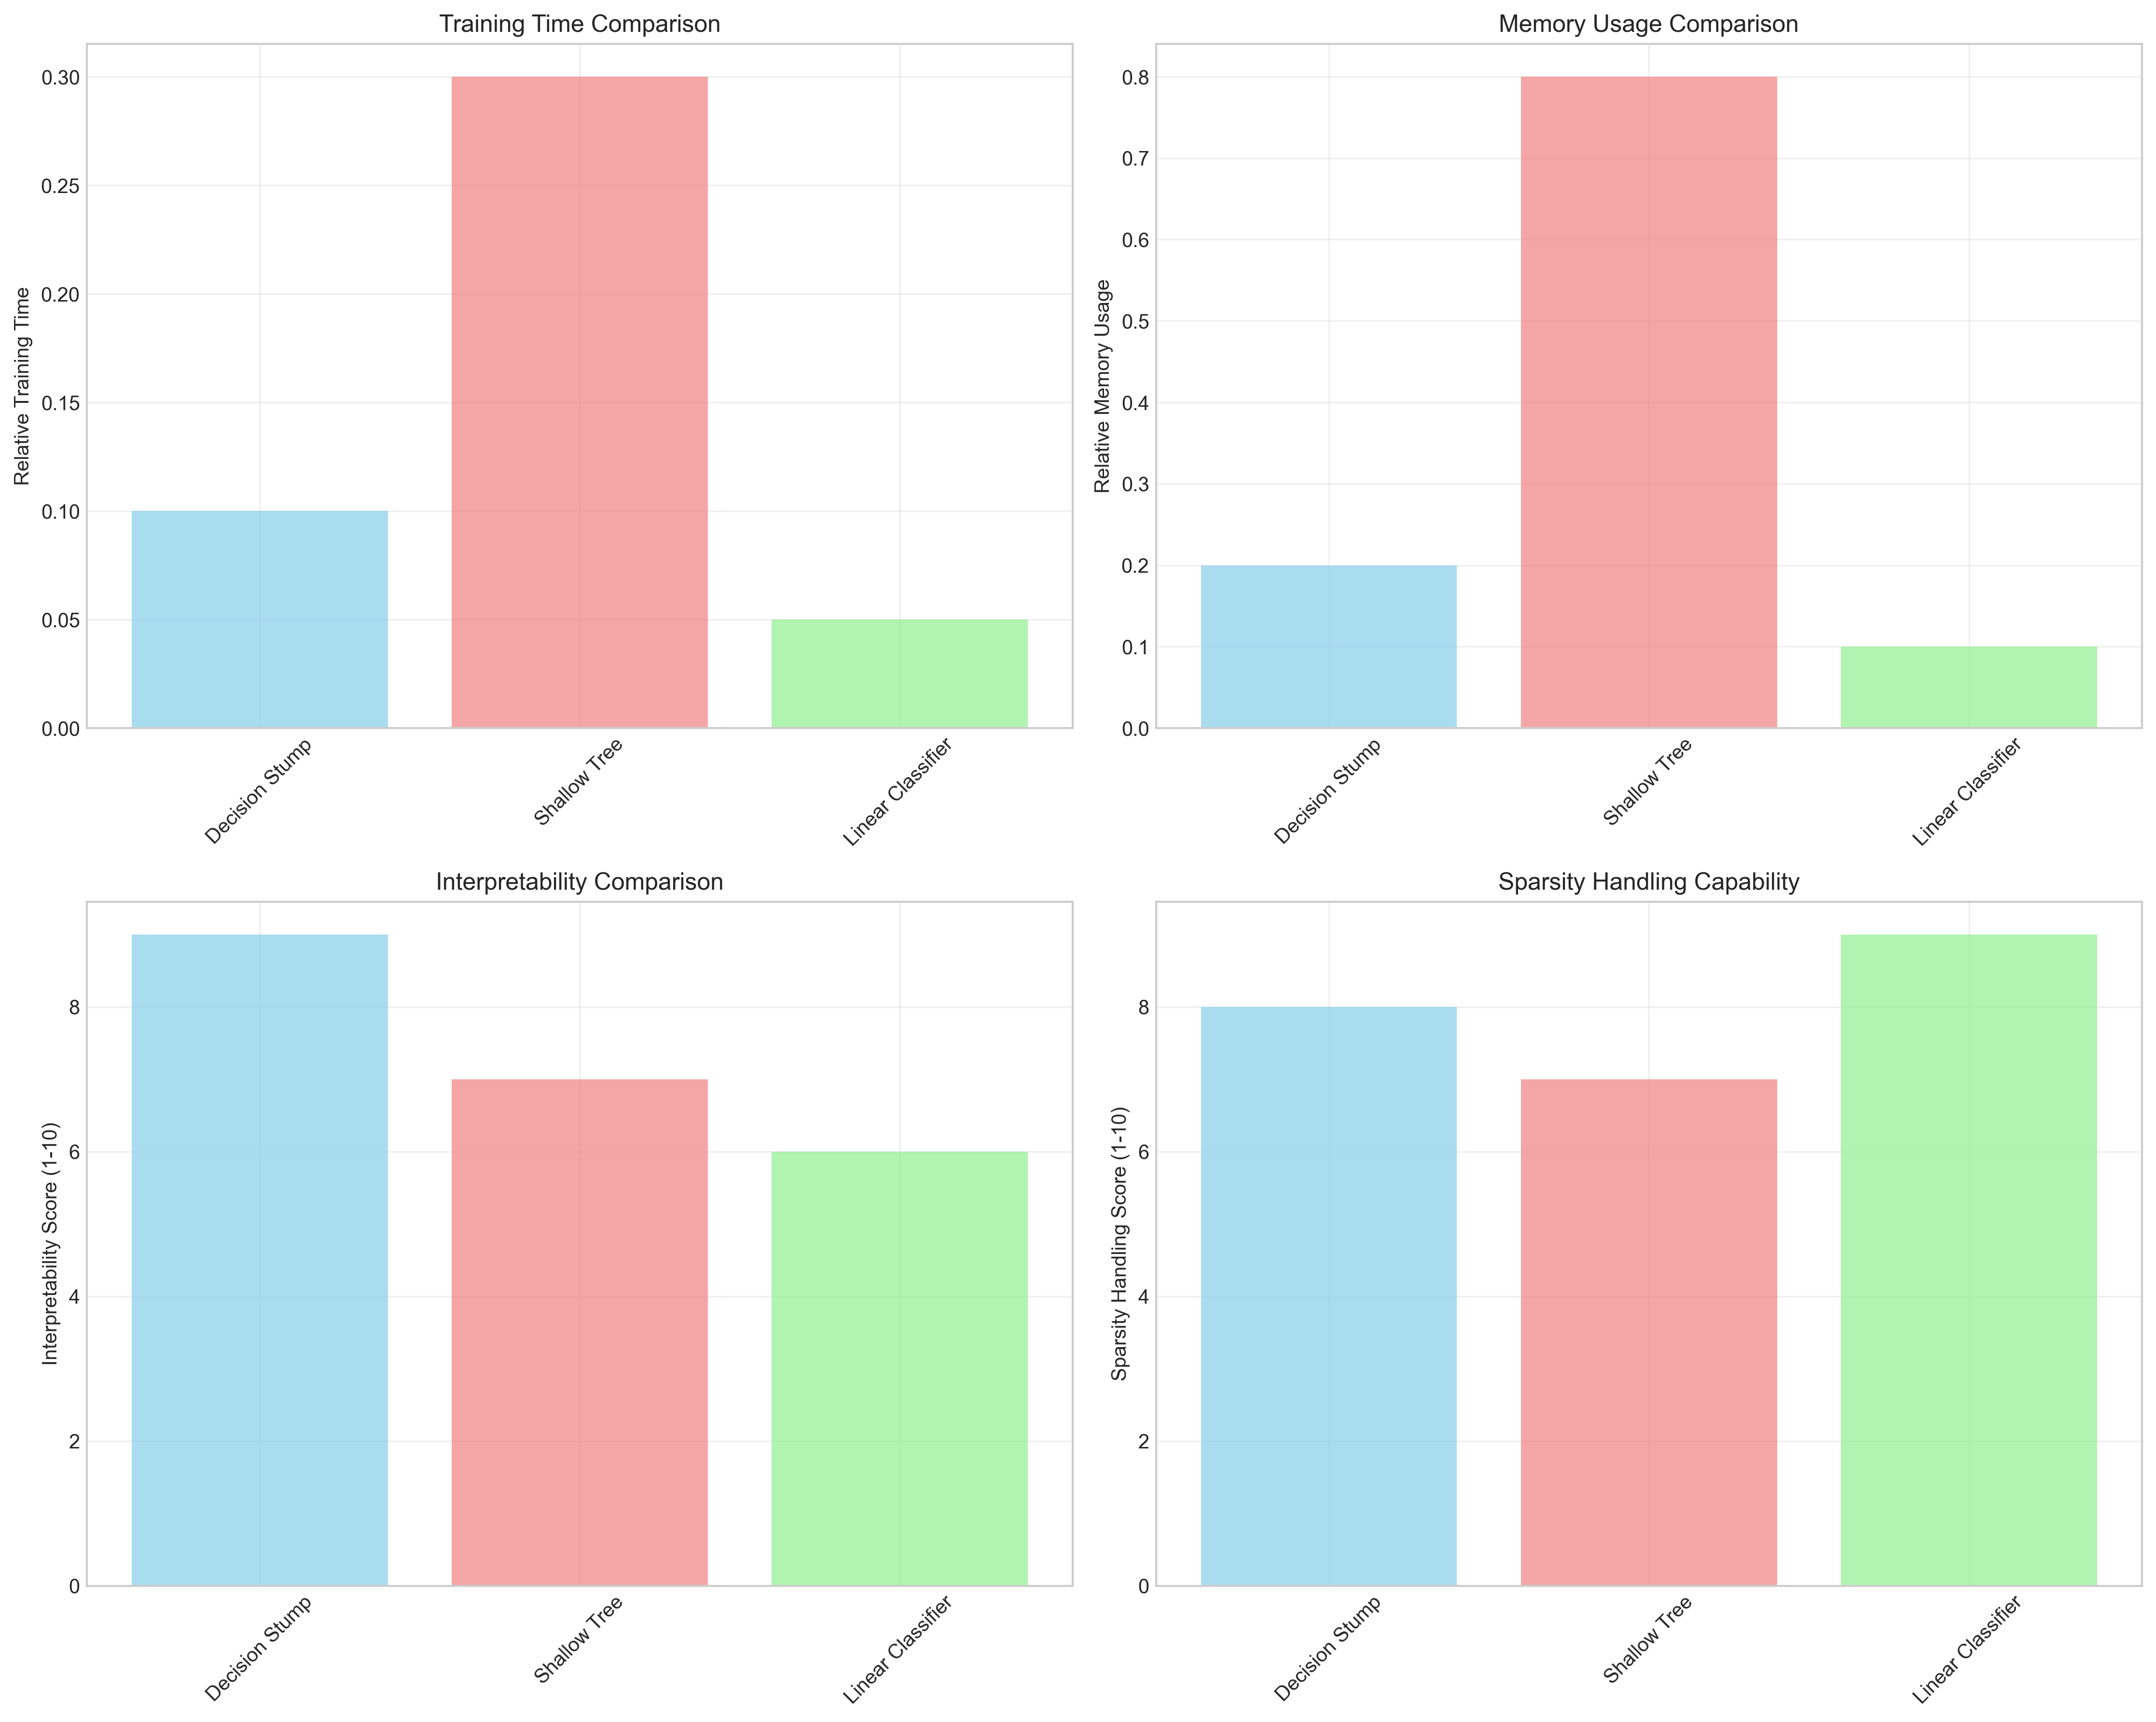 Training Time Comparison
Relative Training Time
0.30
0.25
0.20
0.15
0.10
0.05
0.00
Decision Stump
Shallow Tree
Linear Classifier
Memory Usage Comparison
Relative Memory Usage
0.8
0.7
0.6
0.5
0.4
0.3
0.2
0.1
0.0
Decision Stump
Shallow Tree
Linear Classifier
Interpretability Comparison
Interpretability Score (1-10)
8
6
4
2
0
Decision Stump
Shallow Tree
Linear Classifier
Sparsity Handling Capability
Sparsity Handling Score (1-10)
8
6
4
2
0
Decision Stump
Shallow Tree
Linear Classifier